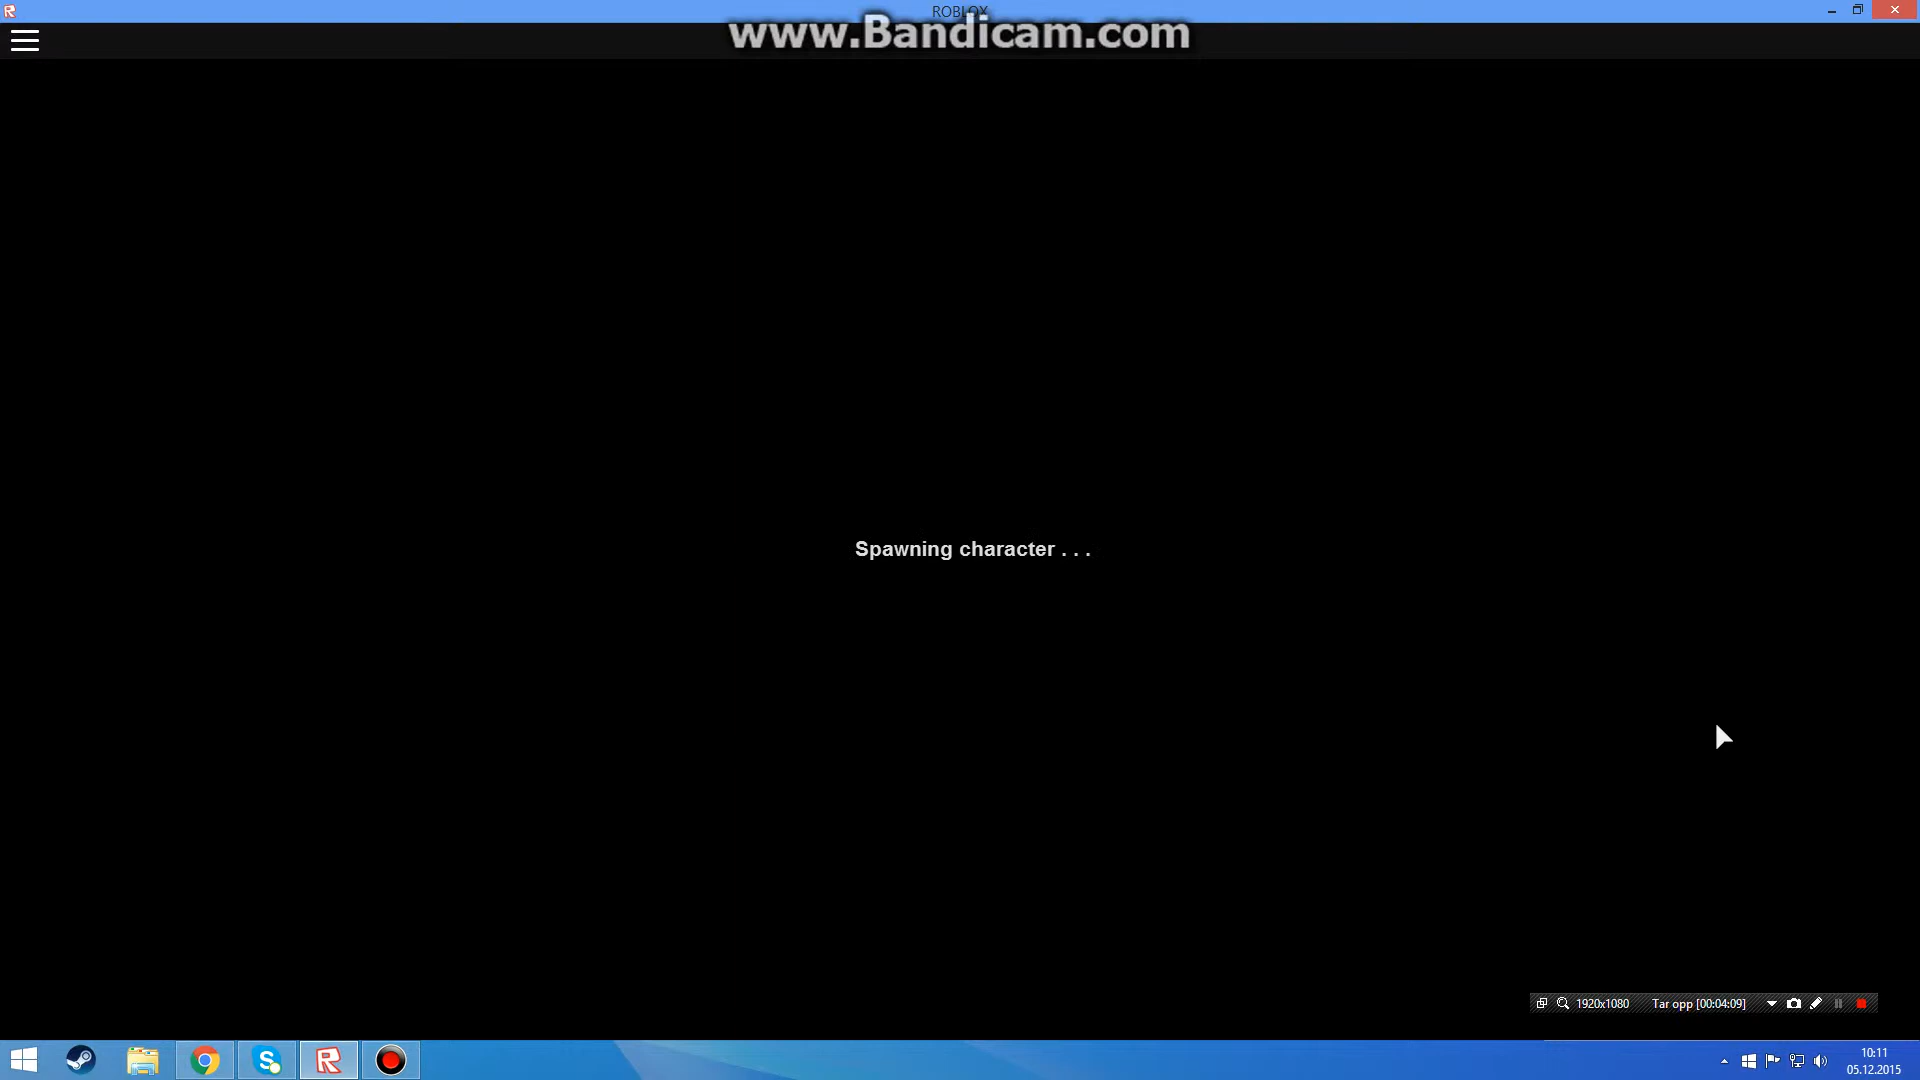 ROBLOX
www.Bandicam.com
Spawning character . . .
1920x1080 Tar opp [00:04:09]
10:11
05.12.2015